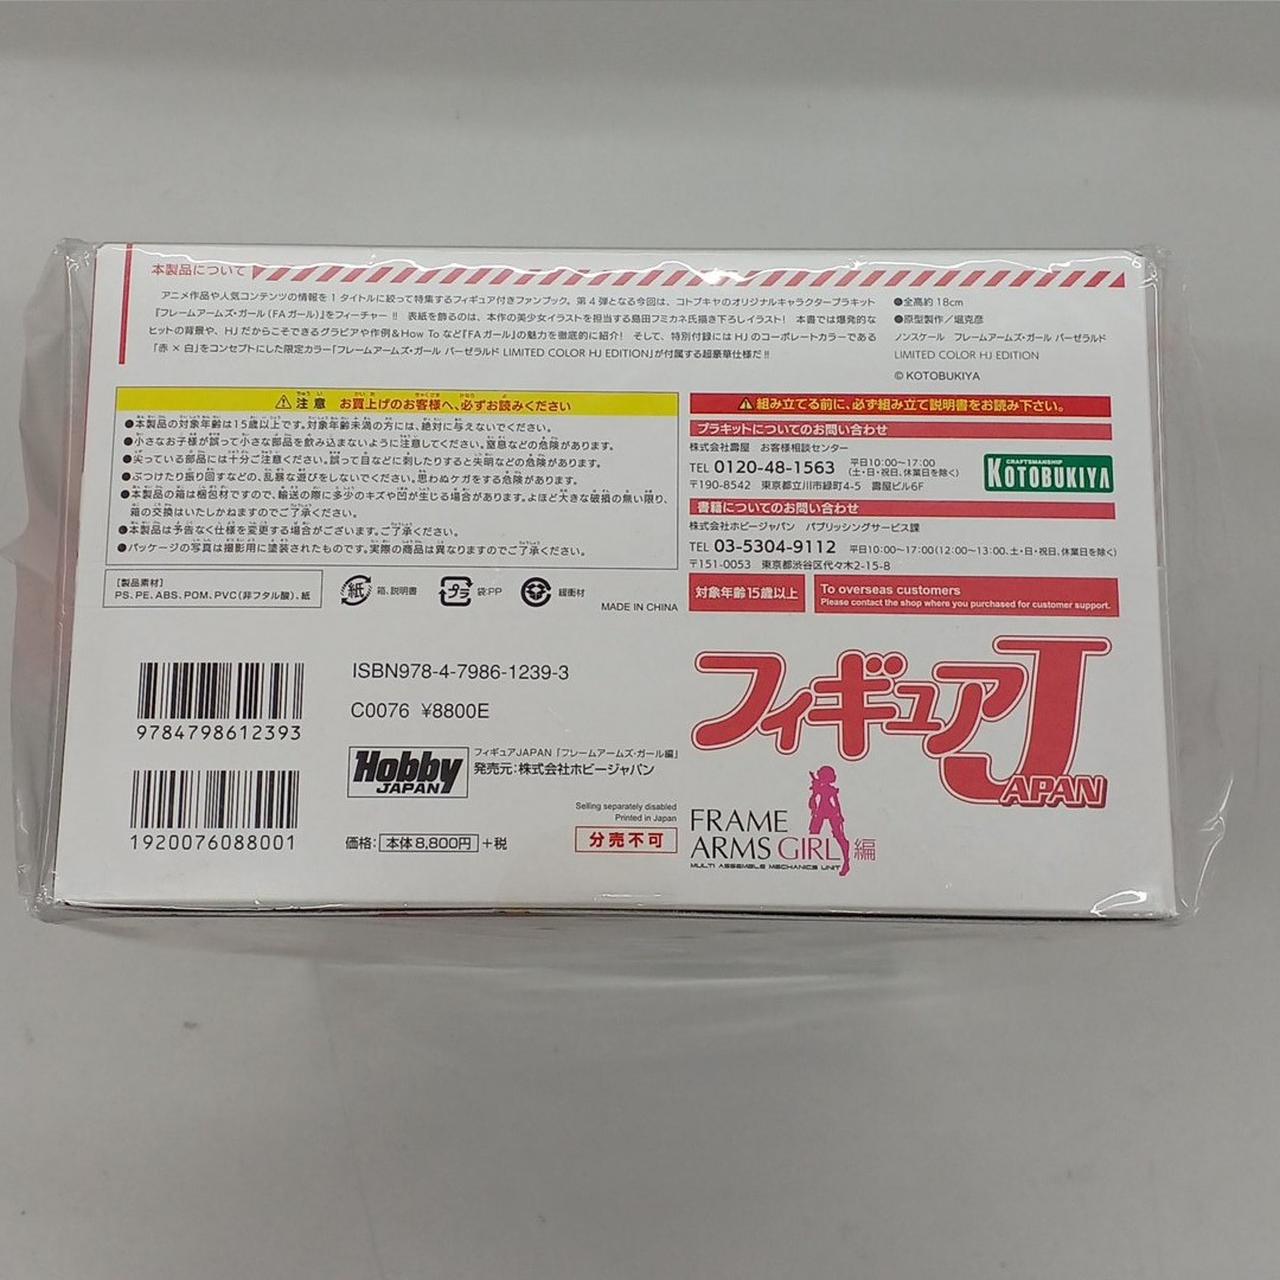 本製品について
アニメ作品や人気コンテンツの情報を1タイトルに絞って特集するフィギュア付きファンブック。第4弾となる今回は、コトブキヤのオリジナルキャラクタープラキット
『フレームアームズ・ガール(FAガール)』をフィーチャー!! 表紙を飾るのは、本作の美少女イラストを担当する島田フミカネ氏描き下ろしイラスト! 本書では爆発的な
ヒットの背景や、HJだからこそできるグラビアや作例&How Toなど『FAガール』の魅力を徹底的に紹介! そして、特別付録にはHJのコーポレートカラーである
「赤×白」をコンセプトにした限定カラー「フレームアームズ・ガール バーゼラルド LIMITED COLOR HJ EDITION」が付属する超豪華仕様だ!!
●全高約18cm
●原型製作/堀克彦
ノンスケール フレームアームズ・ガール バーゼラルド
LIMITED COLOR HJ EDITION
© KOTOBUKIYA
⚠注意 お買上げのお客様へ、必ずお読みください
●本製品の対象年齢は15歳以上です。対象年齢未満の方には、絶対に与えないでください。
●小さなお子様が誤って小さな部品を飲み込まないように注意してください。窒息などの危険があります。
●尖っている部品には十分ご注意ください。誤って目などに刺したりすると失明などの危険があります。
●ぶつけたり振り回すなどの、乱暴な遊びをしないでください。思わぬケガをする危険があります。
●本製品の箱は梱包材ですので、輸送の際に多少のキズや凹が生じる場合があります。よほど大きな破損の無い限り、
箱の交換はいたしかねますのでご了承ください。
●本製品は予告なく仕様を変更する場合がございます。ご了承ください。
●パッケージの写真は撮影用に塗装されたものです。実際の商品は異なりますのでご了承ください。
【製品素材】
PS、PE、ABS、POM、PVC(非フタル酸)、紙
紙 箱、説明書
プラ 袋:PP
緩衝材
MADE IN CHINA
⚠組み立てる前に、必ず組み立て説明書をお読み下さい。
プラキットについてのお問い合わせ
株式会社壽屋 お客様相談センター
TEL 0120-48-1563 平日10:00〜17:00
(土・日・祝日、休業日を除く)
〒190-8542 東京都立川市緑町4-5 壽屋ビル6F
CRAFTSMANSHIP
KOTOBUKIYA
書籍についてのお問い合わせ
株式会社ホビージャパン パブリッシングサービス課
TEL 03-5304-9112 平日10:00〜17:00(12:00〜13:00、土・日・祝日、休業日を除く)
〒151-0053 東京都渋谷区代々木2-15-8
対象年齢15歳以上
To overseas customers
Please contact the shop where you purchased for customer support.
9784798612393
1920076088001
ISBN978-4-7986-1239-3
C0076 ¥8800E
Hobby
JAPAN
フィギュアJAPAN「フレームアームズ・ガール編」
発売元:株式会社ホビージャパン
Selling separately disabled
Printed in Japan
価格:本体8,800円+税
分売不可
フィギュアJAPAN
FRAME
ARMS GIRL 編
MULTI ASSEMBLE MECHANICS UNIT